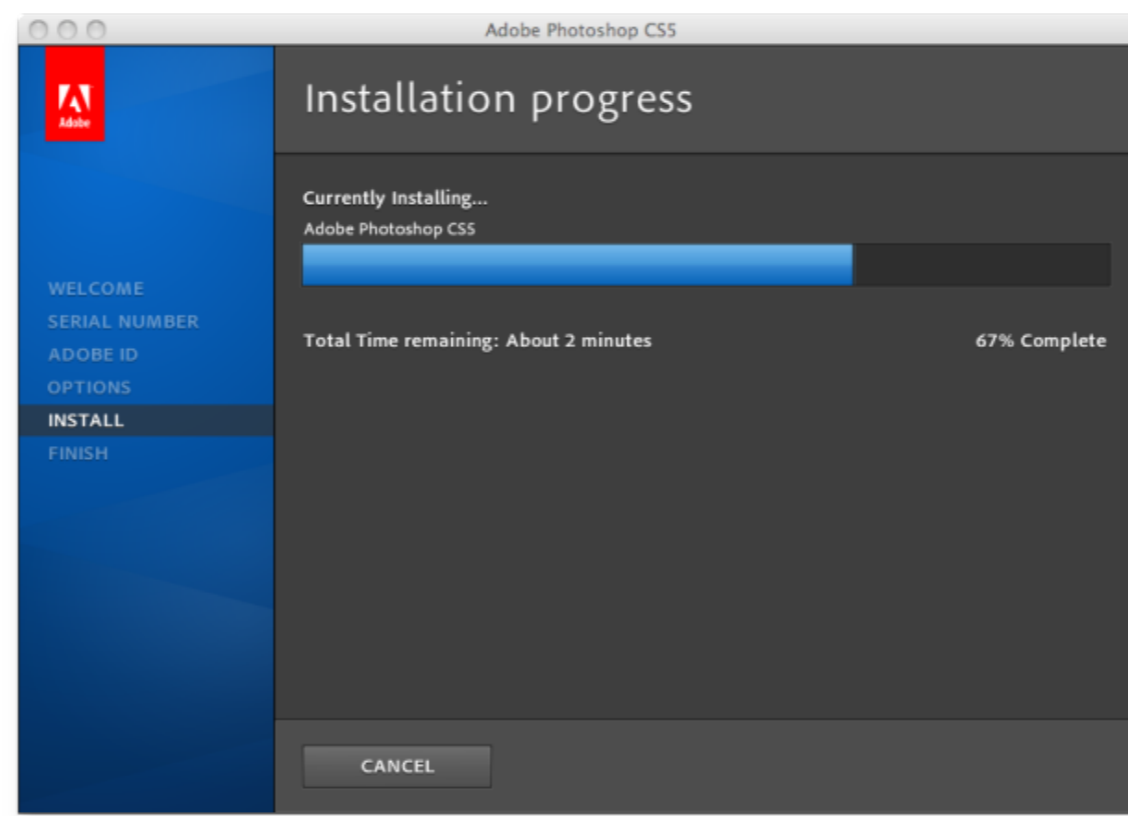 Adobe Photoshop CS5
Adobe
Installation progress
Currently Installing...
Adobe Photoshop CS5
WELCOME
SERIAL NUMBER
ADOBE ID
OPTIONS
INSTALL
FINISH
Total Time remaining: About 2 minutes
67% Complete
CANCEL